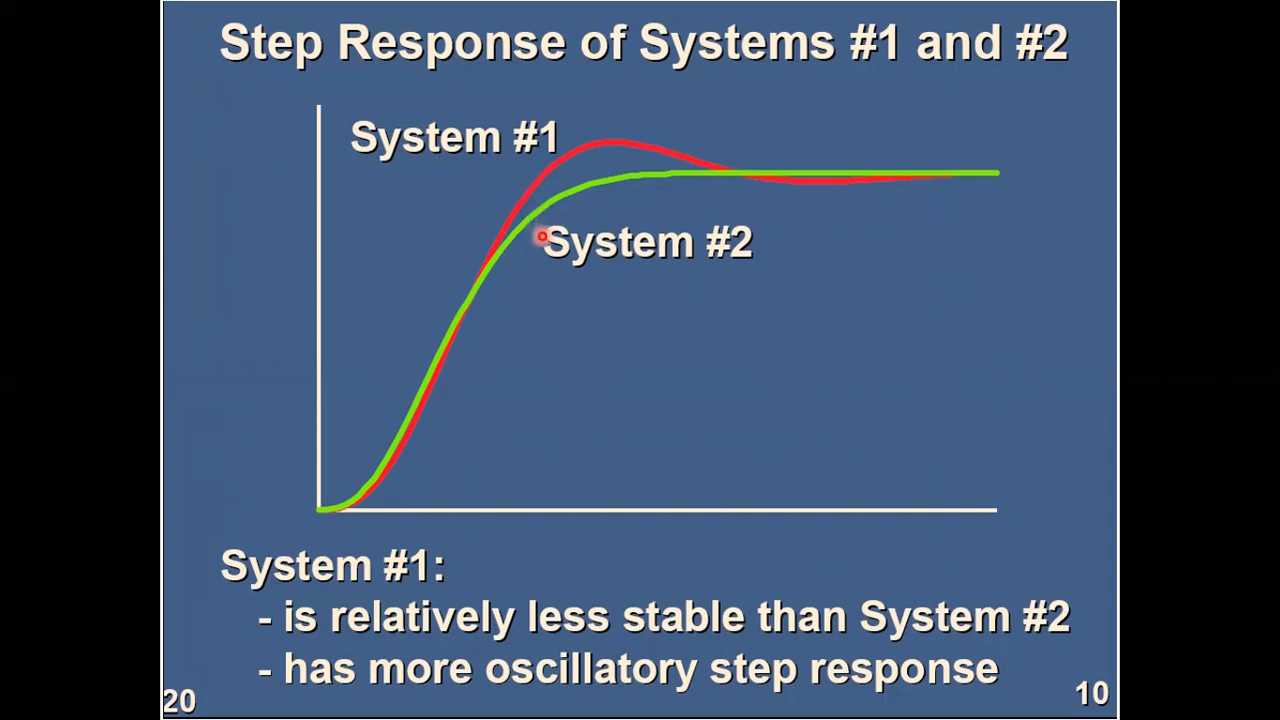 Step Response of Systems #1 and #2
System #1
System #2
System #1:
- is relatively less stable than System #2
- has more oscillatory step response
20
10